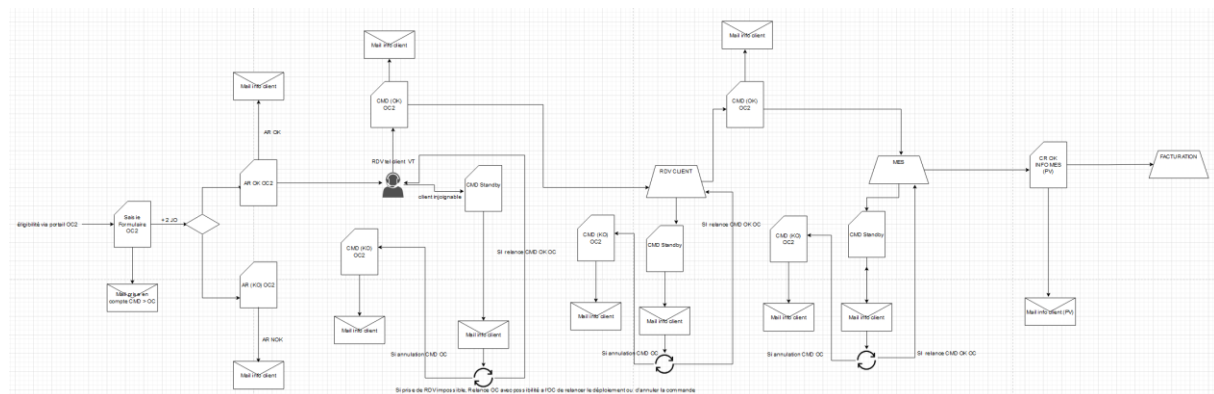 éligibilité via portail OC2
Saisie
Formulaire
OC2
+ 2 JO
Mail prise en
compte CMD > OC
Mail info client
AR OK
AR OK OC2
AR (KO) OC2
AR NOK
Mail info client
Mail info client
CMD (OK)
OC2
RDV tel client VT
client injoignable
CMD Standby
CMD (KO)
OC2
Mail info client
SI relance CMD OK OC
Mail info client
SI annulation CMD OC
Si prise de RDV impossible, Relance OC avec possibilité a l'OC de relancer le déploiement ou d'annuler la commande.
Mail info client
CMD (OK)
OC2
RDV CLIENT
CMD (KO)
OC2
CMD Standby
SI relance CMD OK OC
Mail info client
Mail info client
SI annulation CMD OC
MES
CMD (KO)
OC2
CMD Standby
Mail info client
Mail info client
SI annulation CMD OC
SI relance CMD OK OC
CR OK
INFO MES
(PV)
FACTURATION
Mail info client (PV)